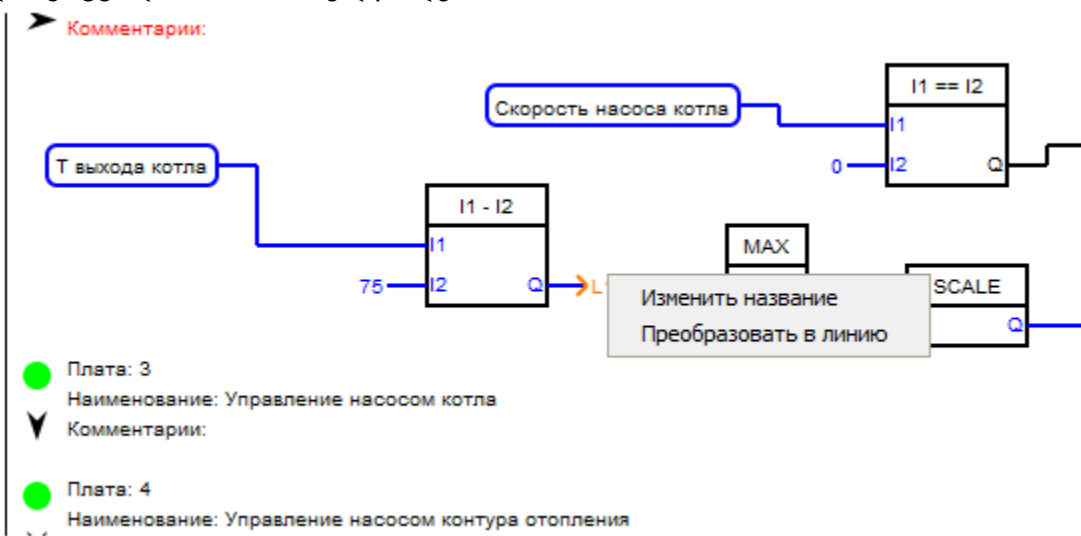 Комментарии:
I1 == I2
Скорость насоса котла
I1
0
I2
Q
Т выхода котла
I1 - I2
I1
75
I2
Q
MAX
SCALE
Q
Изменить название
Преобразовать в линию
Плата: 3
Наименование: Управление насосом котла
Комментарии:
Плата: 4
Наименование: Управление насосом контура отопления